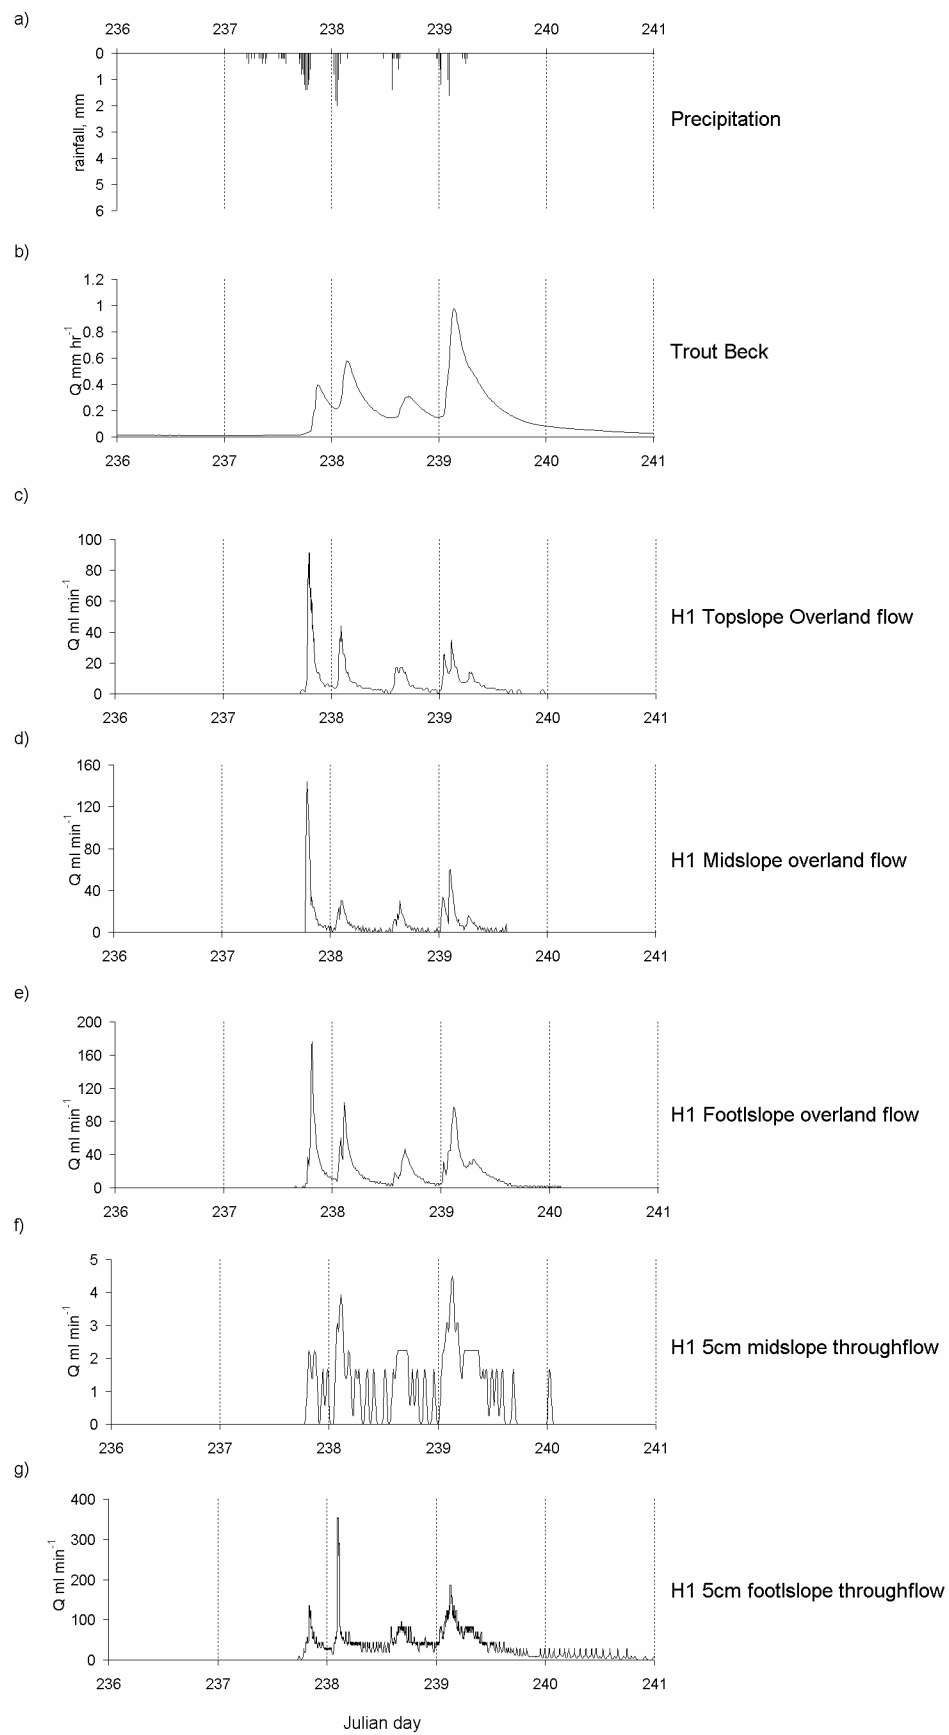 a)
236 237 238 239 240 241
0
1
2
3
4
5
6
rainfall, mm
Precipitation
b)
1.2
1
0.8
0.6
0.4
0.2
0
Q mm hr-1
Trout Beck
236 237 238 239 240 241
c)
100
80
60
40
20
0
Q ml min-1
H1 Topslope Overland flow
236 237 238 239 240 241
d)
160
120
80
40
0
Q ml min-1
H1 Midslope overland flow
236 237 238 239 240 241
e)
200
160
120
80
40
0
Q ml min-1
H1 Footlslope overland flow
236 237 238 239 240 241
f)
5
4
3
2
1
0
Q ml min-1
H1 5cm midslope throughflow
236 237 238 239 240 241
g)
400
300
200
100
0
Q ml min-1
H1 5cm footlslope throughflow
236 237 238 239 240 241
Julian day